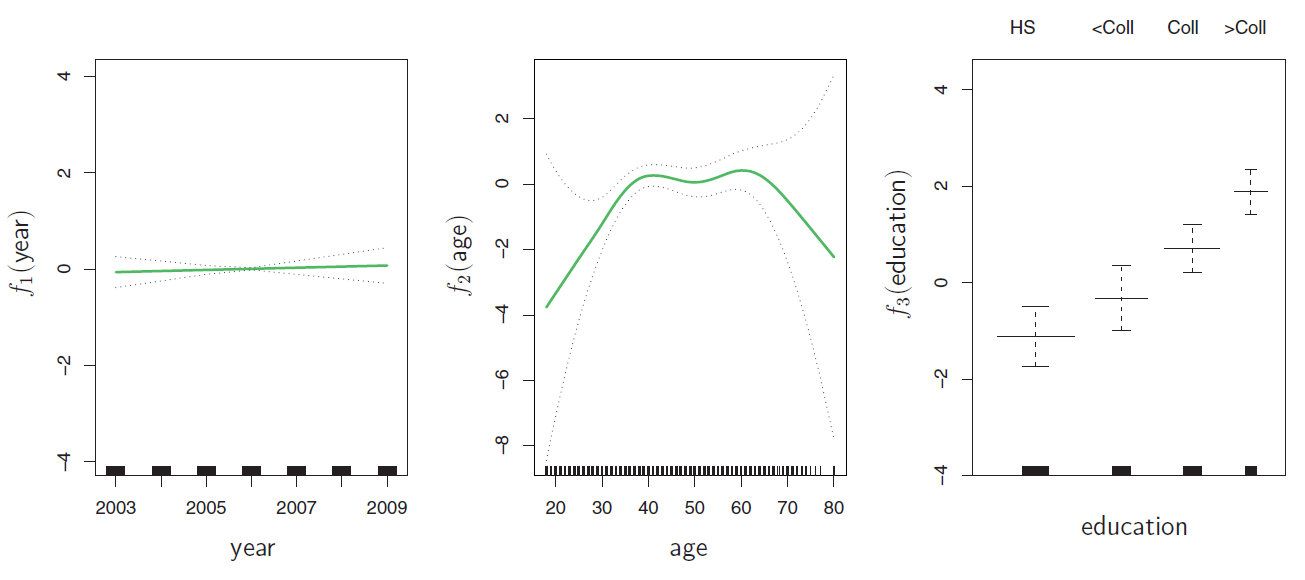 HS <Coll Coll >Coll
4
2
0
−2
−4
f1(year)
2003 2005 2007 2009
year
2
0
−2
−4
−6
−8
f2(age)
20 30 40 50 60 70 80
age
4
2
0
−2
−4
f3(education)
education